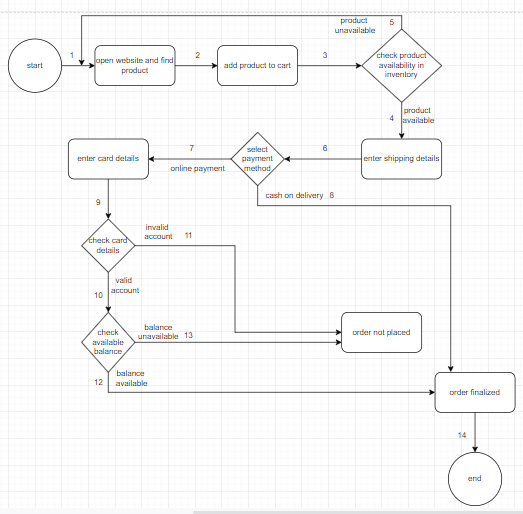 product
unavailable
5
start
1
open website and find
product
2
add product to cart
3
check product
availability in
inventory
4
product
available
enter card details
7
online payment
select
payment
method
6
enter shipping details
cash on delivery 8
9
invalid
account 11
check card
details
valid
account
10
check
available
balance
balance
unavailable 13
order not placed
12
balance
available
order finalized
14
end